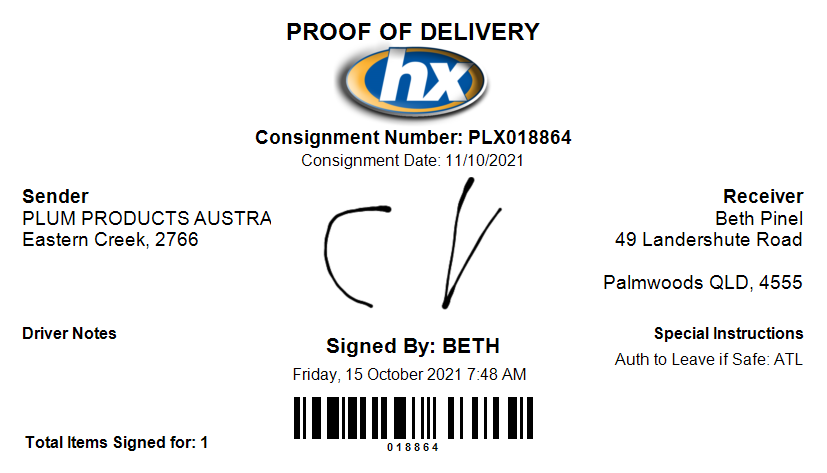 PROOF OF DELIVERY
hx
Consignment Number: PLX018864
Consignment Date: 11/10/2021
Sender
PLUM PRODUCTS AUSTRA
Eastern Creek, 2766
Receiver
Beth Pinel
49 Landershute Road
Palmwoods QLD, 4555
Driver Notes
Signed By: BETH
Friday, 15 October 2021 7:48 AM
Special Instructions
Auth to Leave if Safe: ATL
018864
Total Items Signed for: 1